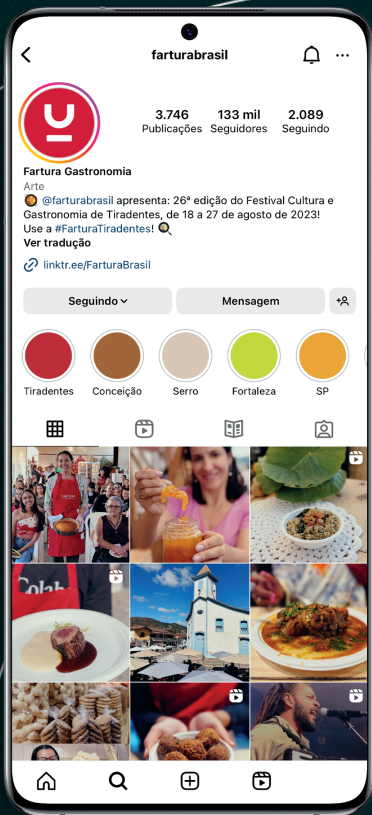 farturabrasil
3.746 133 mil 2.089
Publicações Seguidores Seguindo
Fartura Gastronomia
Arte
@farturabrasil apresenta: 26ª edição do Festival Cultura e
Gastronomia de Tiradentes, de 18 a 27 de agosto de 2023!
Use a #FarturaTiradentes!
Ver tradução
linktr.ee/FarturaBrasil
Seguindo
Mensagem
Tiradentes Conceição Serro Fortaleza SP